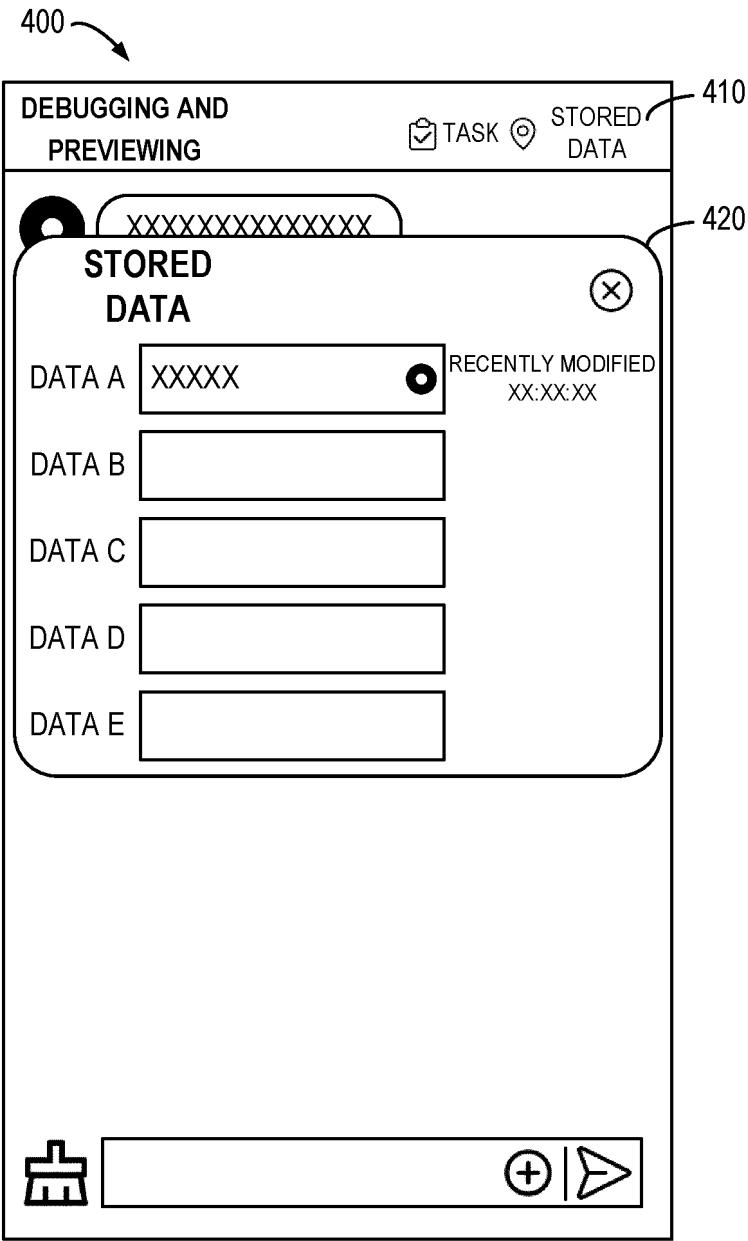 400
DEBUGGING AND
PREVIEWING
TASK
STORED
DATA
410
XXXXXXXXXXXXXX
420
STORED
DATA
DATA A
XXXXX
RECENTLY MODIFIED
XX:XX:XX
DATA B
DATA C
DATA D
DATA E